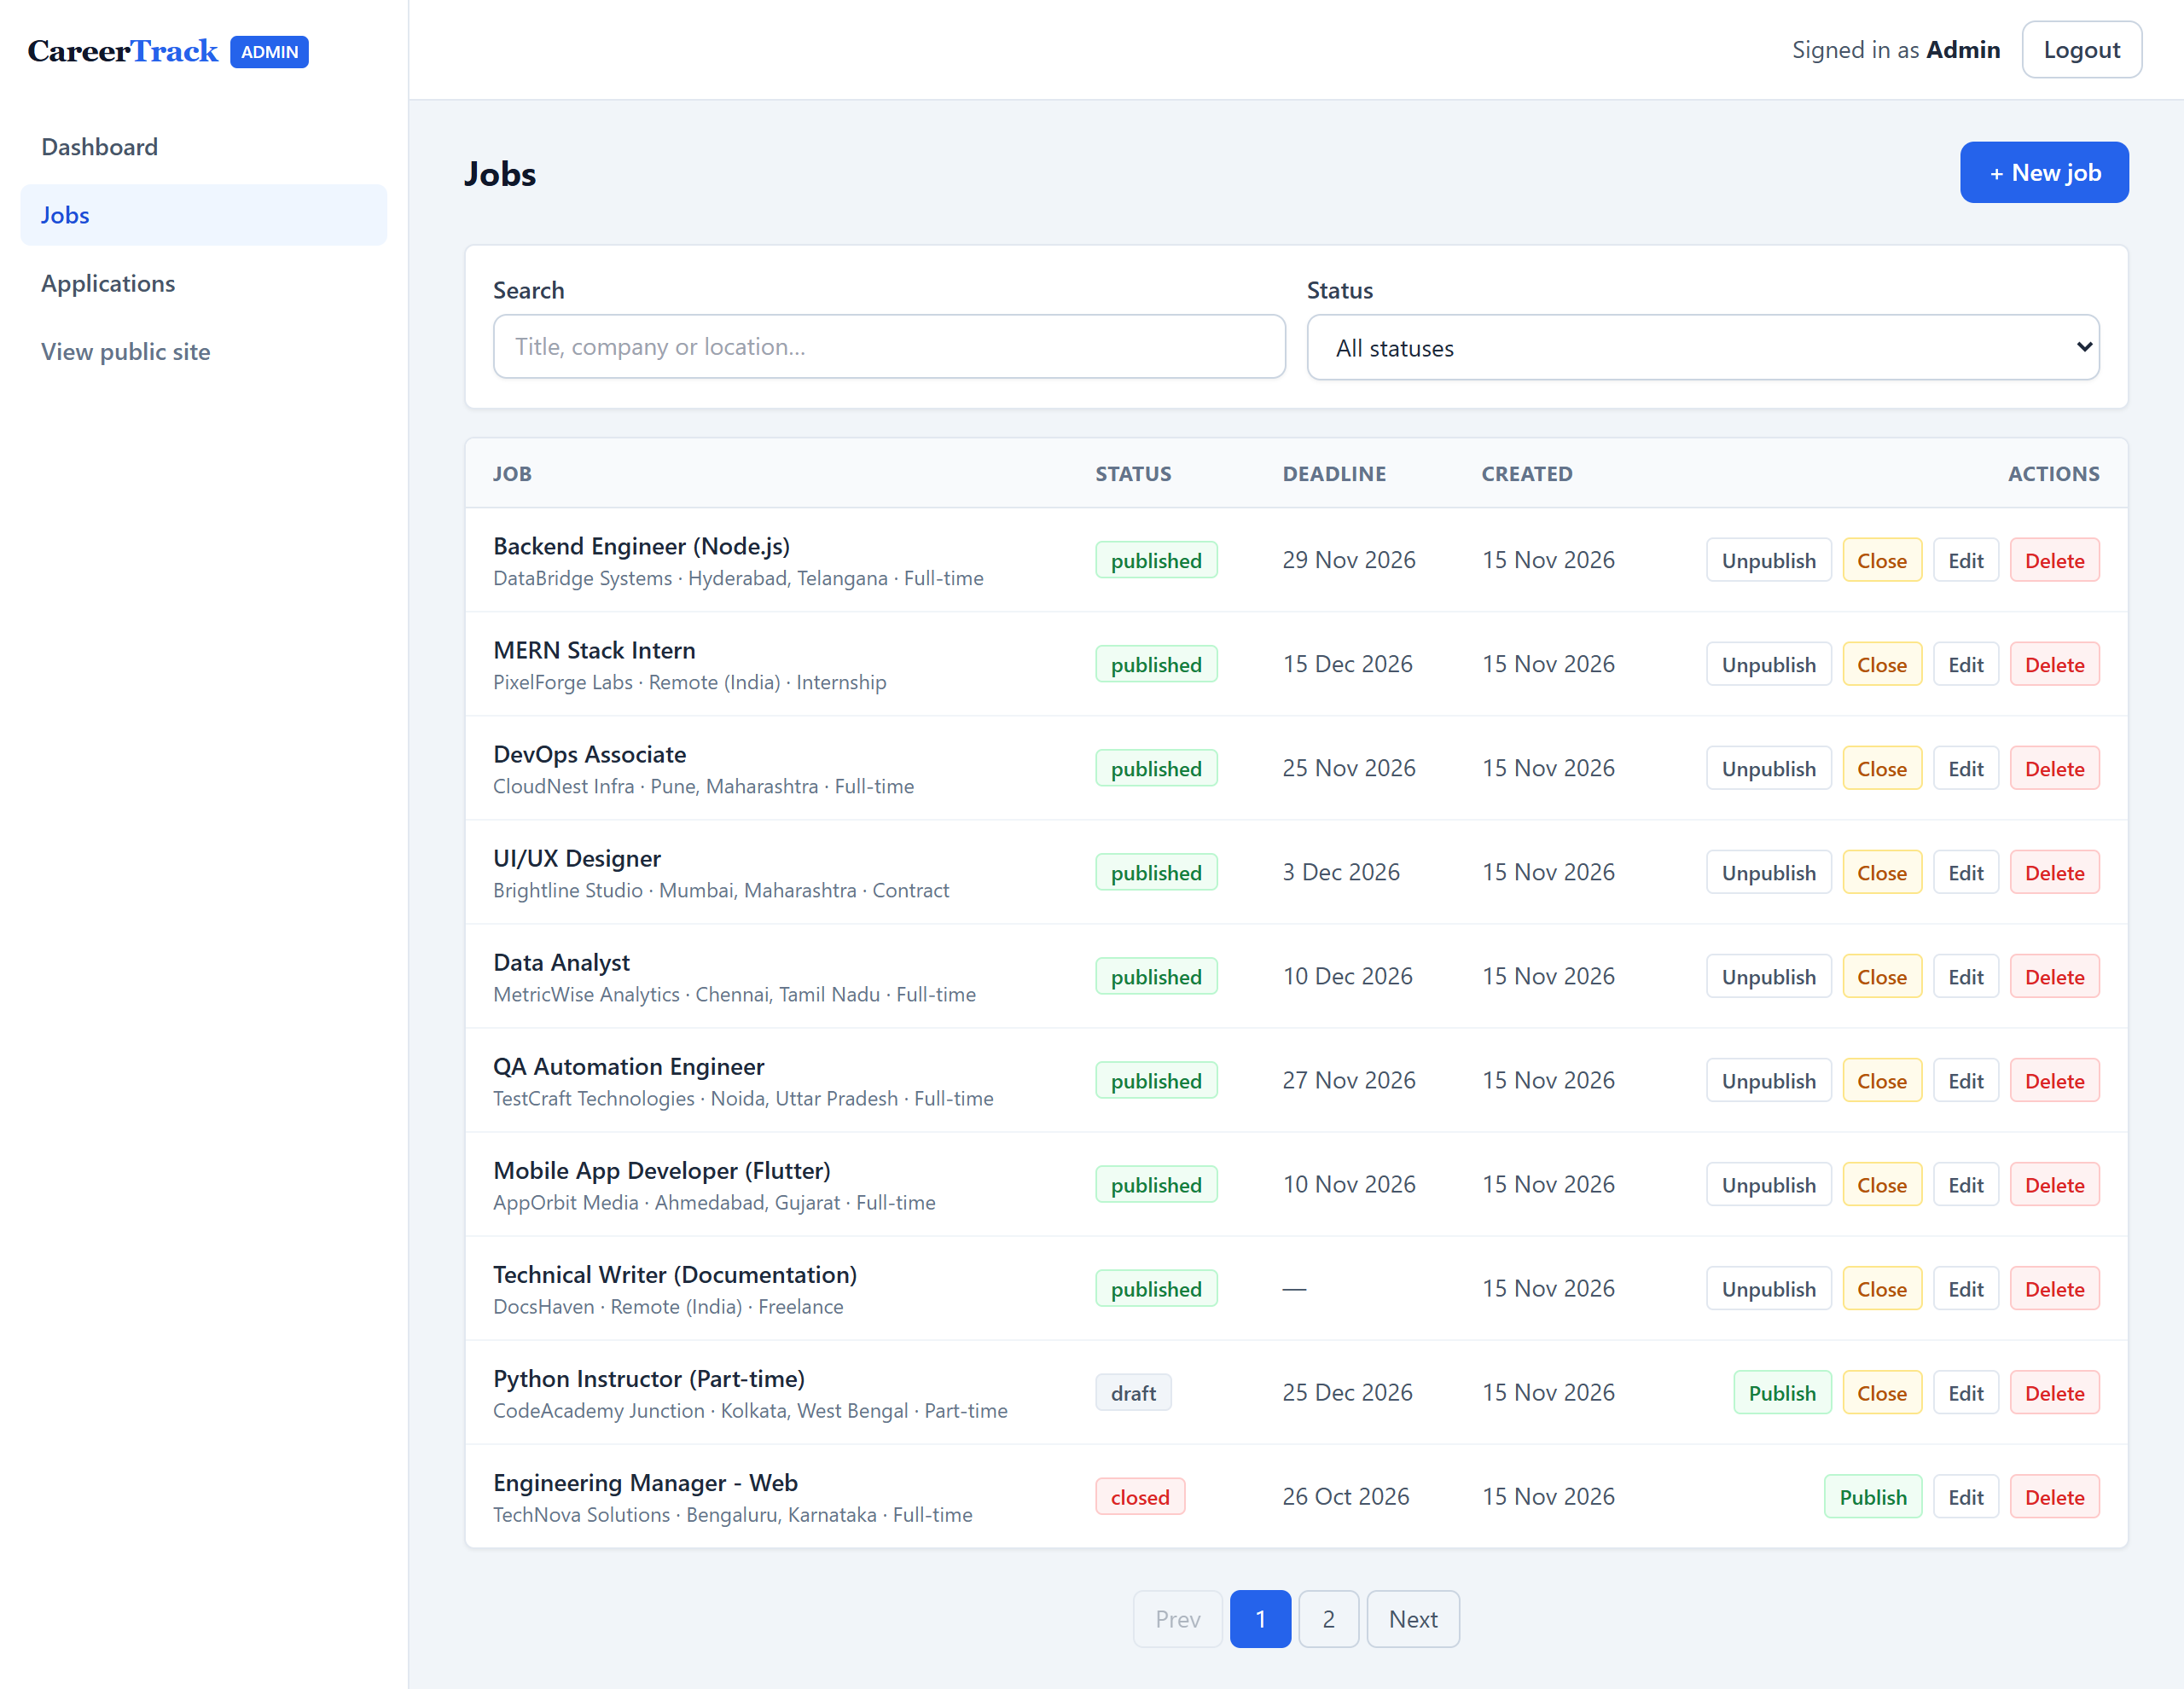 CareerTrack ADMIN
Signed in as Admin Logout
Dashboard
Jobs
Applications
View public site
Jobs
+ New job
Search
Title, company or location...
Status
All statuses
JOB STATUS DEADLINE CREATED ACTIONS
Backend Engineer (Node.js)
DataBridge Systems · Hyderabad, Telangana · Full-time
published 29 Nov 2026 15 Nov 2026 Unpublish Close Edit Delete
MERN Stack Intern
PixelForge Labs · Remote (India) · Internship
published 15 Dec 2026 15 Nov 2026 Unpublish Close Edit Delete
DevOps Associate
CloudNest Infra · Pune, Maharashtra · Full-time
published 25 Nov 2026 15 Nov 2026 Unpublish Close Edit Delete
UI/UX Designer
Brightline Studio · Mumbai, Maharashtra · Contract
published 3 Dec 2026 15 Nov 2026 Unpublish Close Edit Delete
Data Analyst
MetricWise Analytics · Chennai, Tamil Nadu · Full-time
published 10 Dec 2026 15 Nov 2026 Unpublish Close Edit Delete
QA Automation Engineer
TestCraft Technologies · Noida, Uttar Pradesh · Full-time
published 27 Nov 2026 15 Nov 2026 Unpublish Close Edit Delete
Mobile App Developer (Flutter)
AppOrbit Media · Ahmedabad, Gujarat · Full-time
published 10 Nov 2026 15 Nov 2026 Unpublish Close Edit Delete
Technical Writer (Documentation)
DocsHaven · Remote (India) · Freelance
published — 15 Nov 2026 Unpublish Close Edit Delete
Python Instructor (Part-time)
CodeAcademy Junction · Kolkata, West Bengal · Part-time
draft 25 Dec 2026 15 Nov 2026 Publish Close Edit Delete
Engineering Manager - Web
TechNova Solutions · Bengaluru, Karnataka · Full-time
closed 26 Oct 2026 15 Nov 2026 Publish Edit Delete
Prev 1 2 Next